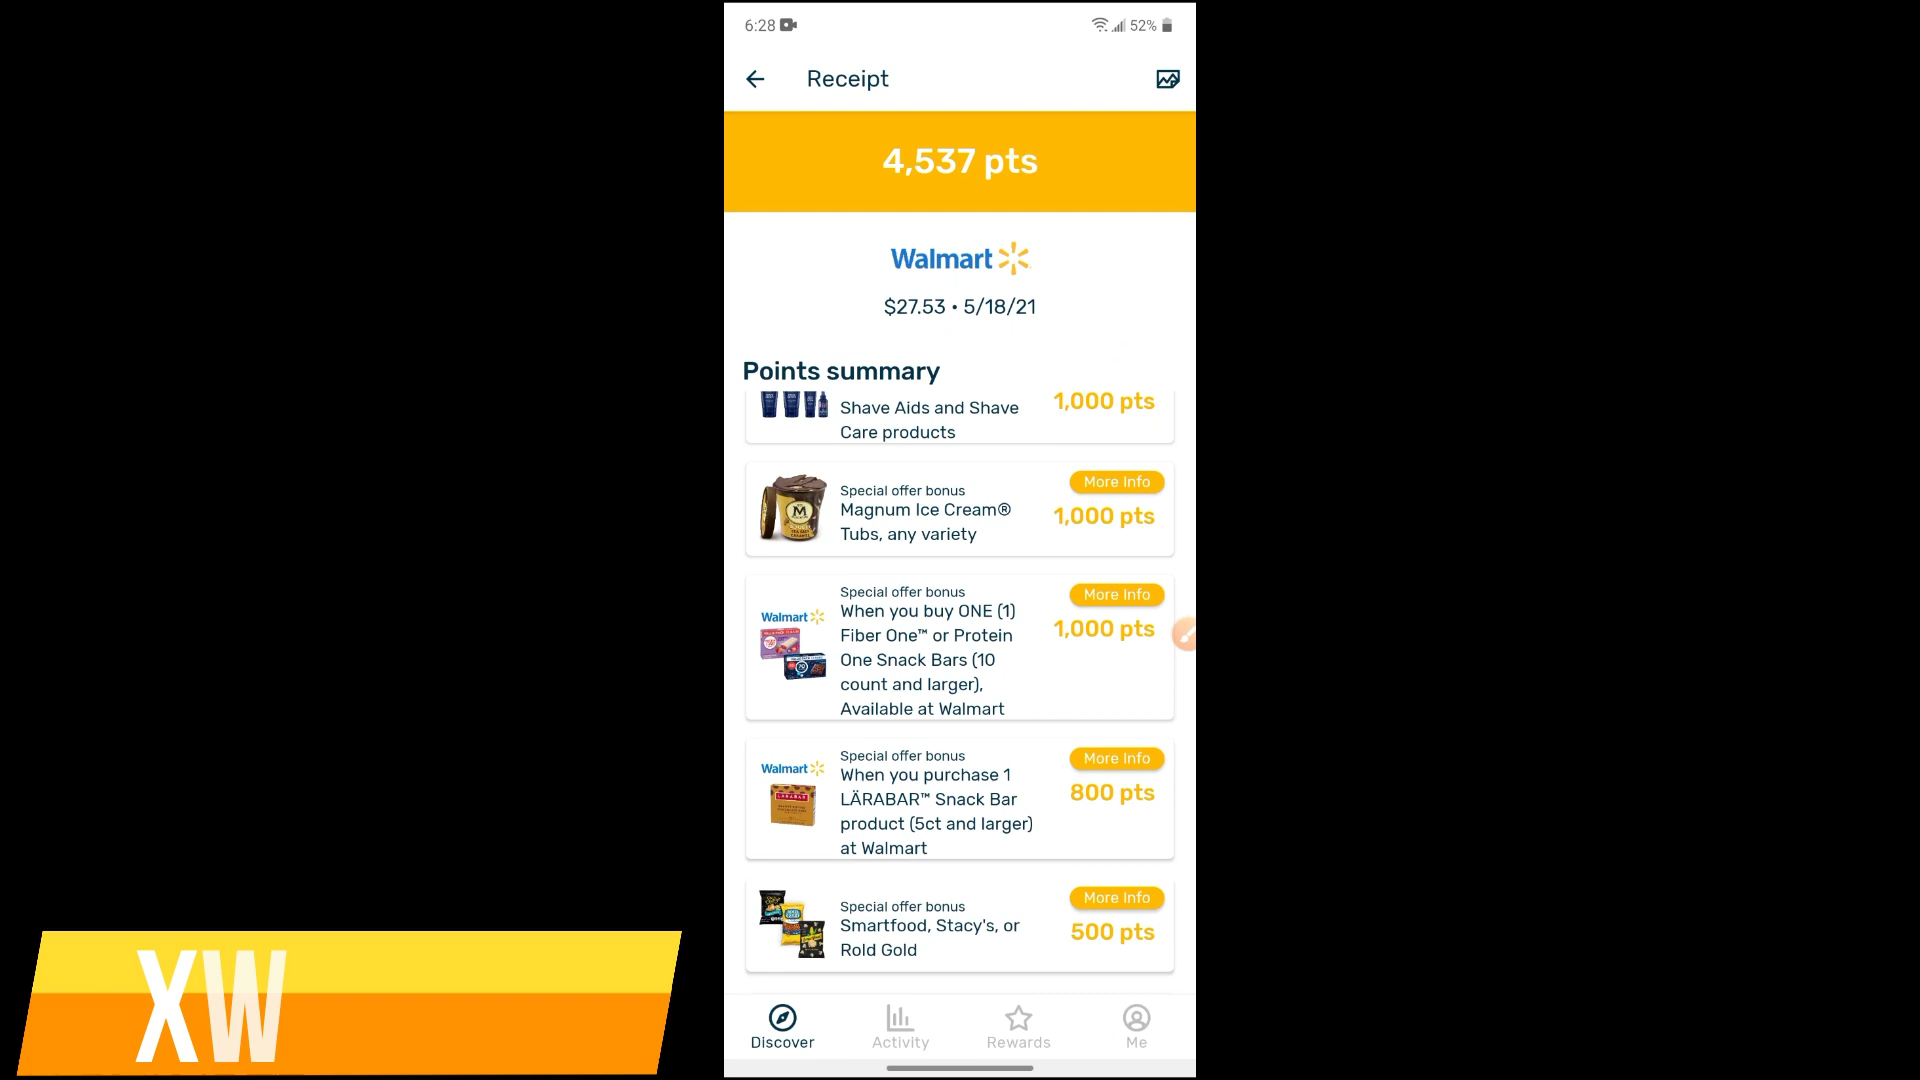 6:28
52%
Receipt
4,537 pts
Walmart
$27.53 • 5/18/21
Points summary
Shave Aids and Shave
Care products
1,000 pts
Special offer bonus
Magnum Ice Cream®
Tubs, any variety
More Info
1,000 pts
Walmart
Special offer bonus
When you buy ONE (1)
Fiber One™ or Protein
One Snack Bars (10
count and larger),
Available at Walmart
More Info
1,000 pts
Walmart
LÄRABAR
Special offer bonus
When you purchase 1
LÄRABAR™ Snack Bar
product (5ct and larger)
at Walmart
More Info
800 pts
Special offer bonus
Smartfood, Stacy's, or
Rold Gold
More Info
500 pts
XW
Discover
Activity
Rewards
Me